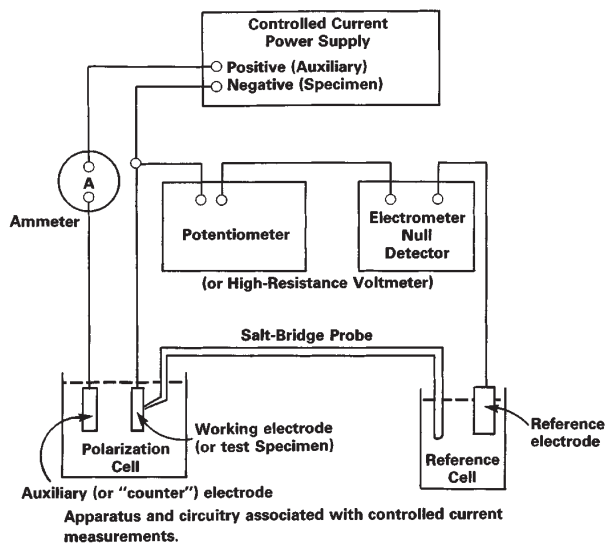 Controlled Current
Power Supply
Positive (Auxiliary)
Negative (Specimen)
A
Ammeter
Potentiometer
Electrometer
Null
Detector
(or High-Resistance Voltmeter)
Salt-Bridge Probe
Working electrode
(or test Specimen)
Polarization
Cell
Reference
electrode
Reference
Cell
Auxiliary (or "counter") electrode
Apparatus and circuitry associated with controlled current
measurements.